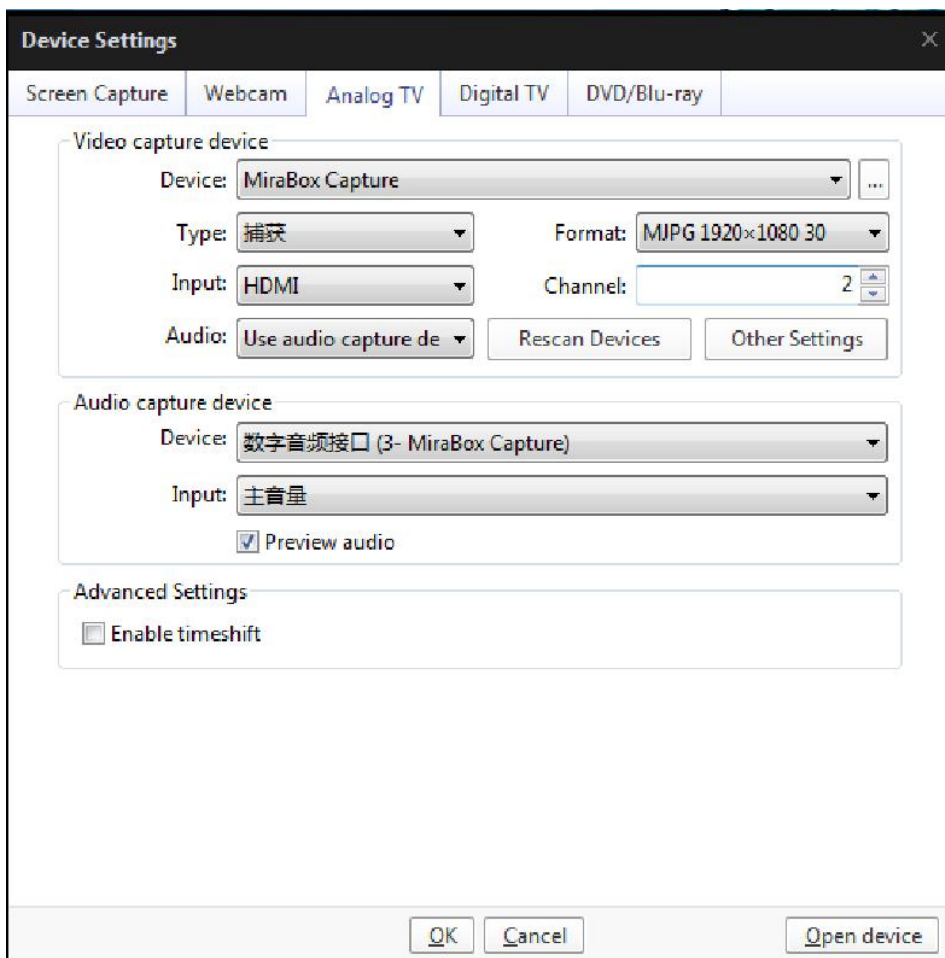 Device Settings
Screen Capture Webcam Analog TV Digital TV DVD/Blu-ray
Video capture device
Device: MiraBox Capture ...
Type: 捕获 Format: MJPG 1920×1080 30
Input: HDMI Channel: 2
Audio: Use audio capture de Rescan Devices Other Settings
Audio capture device
Device: 数字音频接口 (3- MiraBox Capture)
Input: 主音量
Preview audio
Advanced Settings
Enable timeshift
OK Cancel Open device